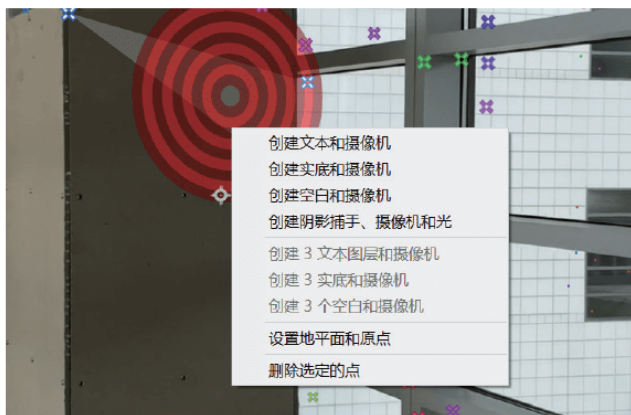 创建文本和摄像机
创建实底和摄像机
创建空白和摄像机
创建阴影捕手、摄像机和光
创建 3 文本图层和摄像机
创建 3 实底和摄像机
创建 3 个空白和摄像机
设置地平面和原点
删除选定的点